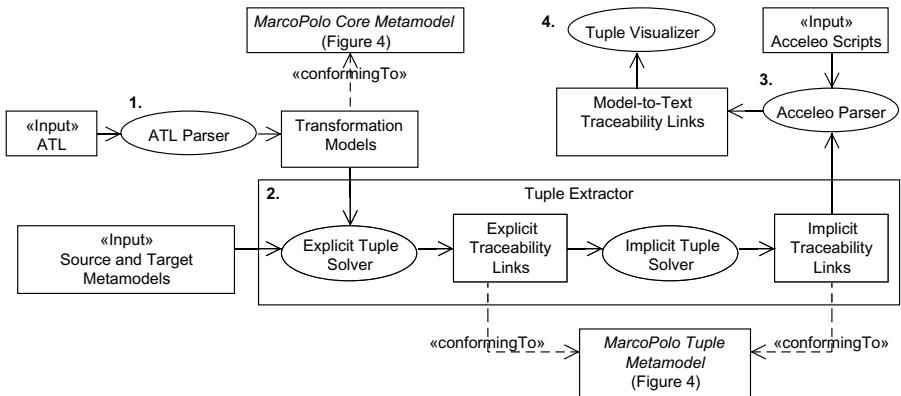 MarcoPolo Core Metamodel
(Figure 4)
4.
Tuple Visualizer
«Input»
Acceleo Scripts
«conformingTo»
3.
1.
Model-to-Text
Traceability Links
Acceleo Parser
«Input»
ATL
ATL Parser
Transformation
Models
2.
Tuple Extractor
«Input»
Source and Target
Metamodels
Explicit Tuple
Solver
Explicit
Traceability
Links
Implicit Tuple
Solver
Implicit
Traceability
Links
«conformingTo»
«conformingTo»
MarcoPolo Tuple
Metamodel
(Figure 4)